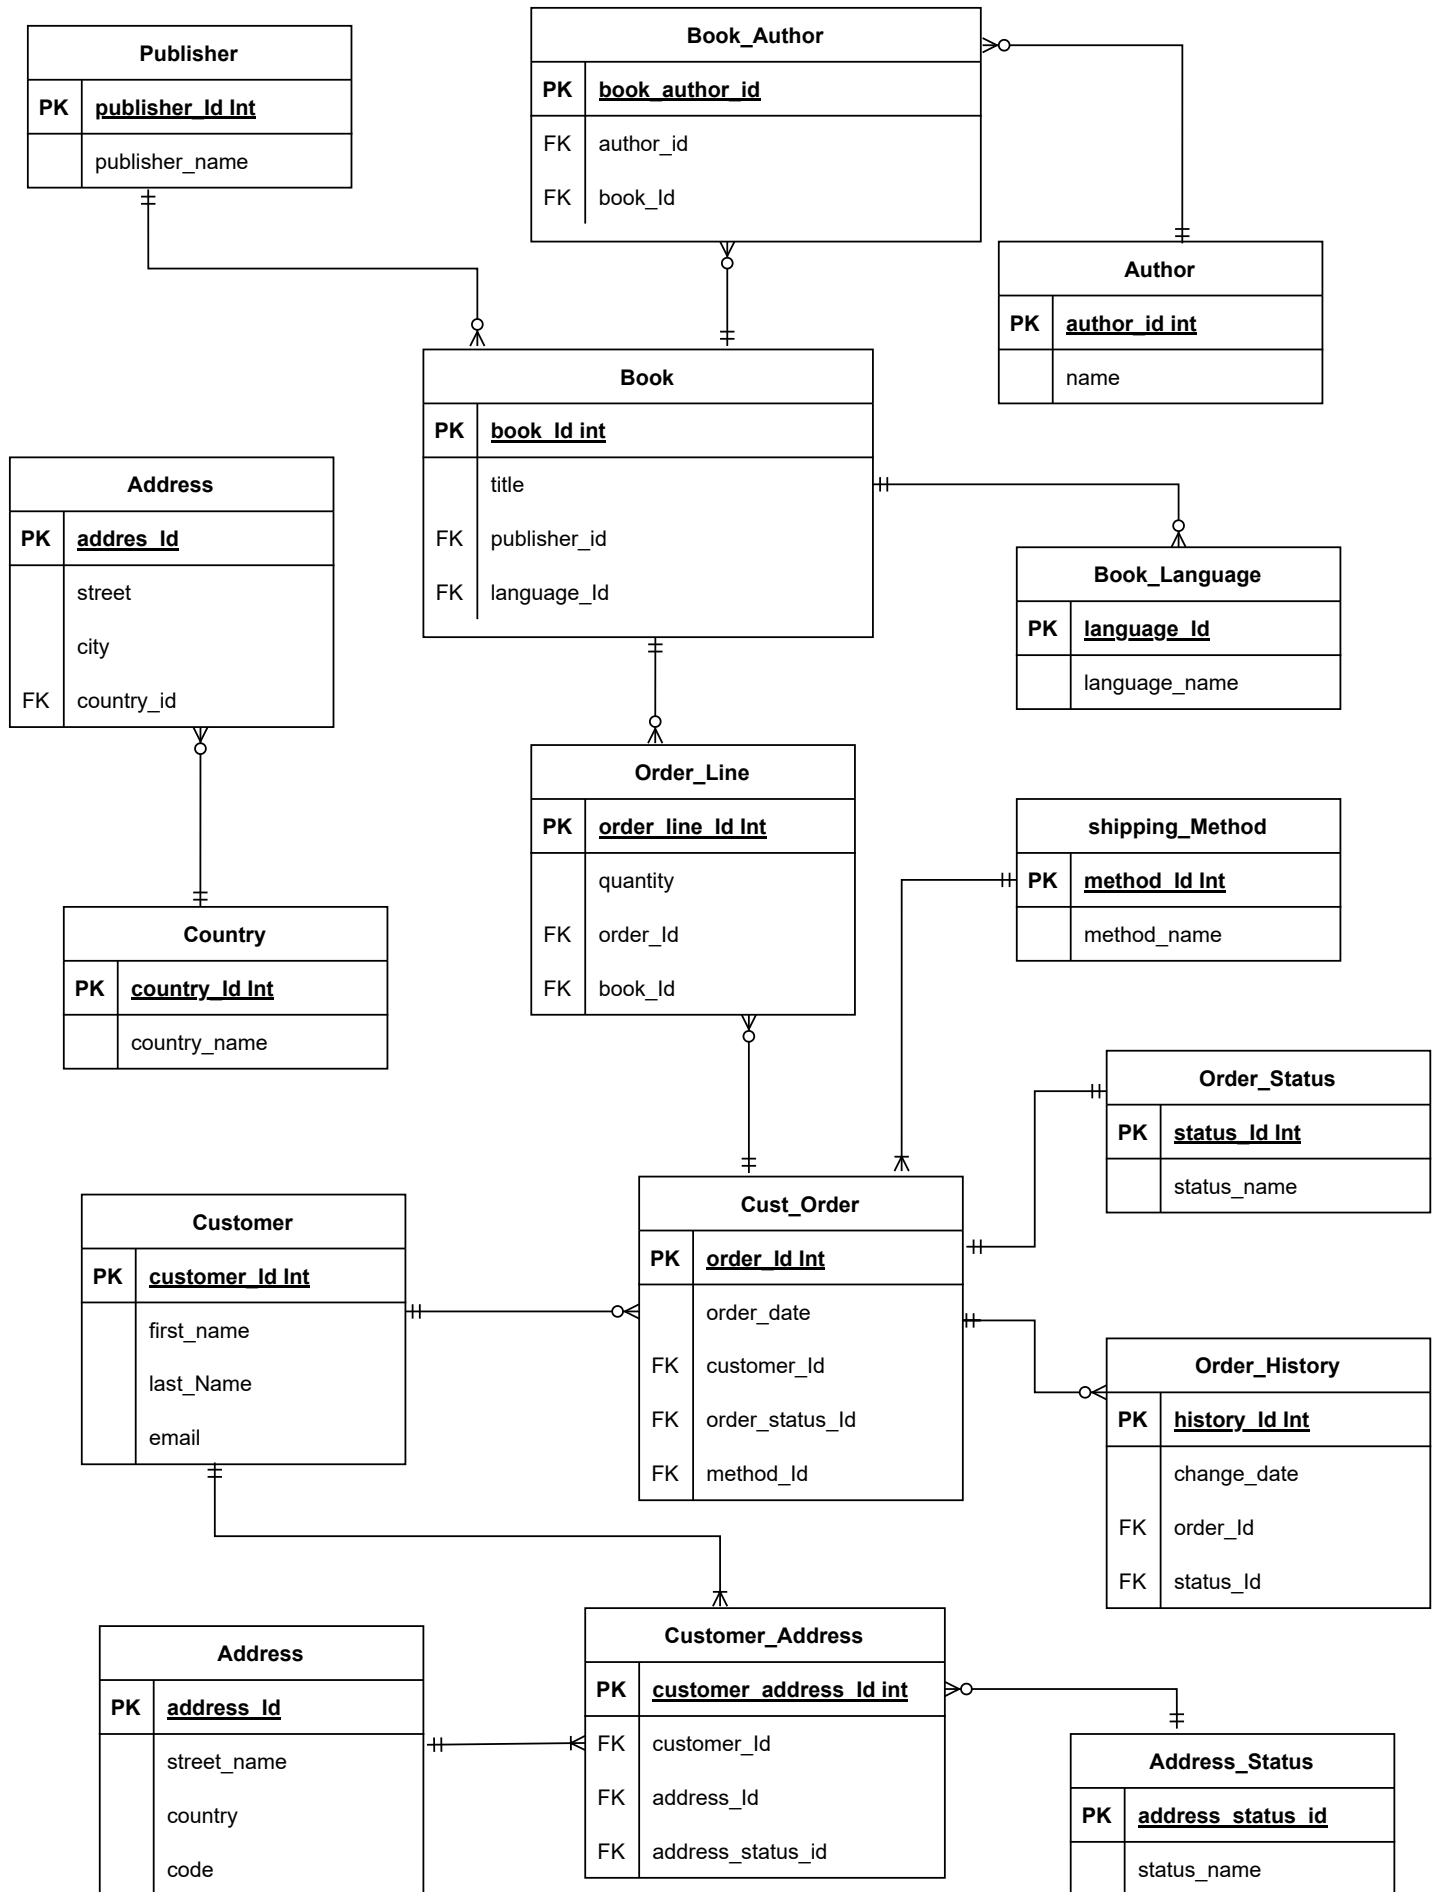 Publisher
PK publisher_Id Int
publisher_name
Book_Author
PK book_author_id
FK author_id
FK book_Id
Author
PK author_id int
name
Book
PK book_Id int
title
FK publisher_id
FK language_Id
Address
PK addres_Id
street
city
FK country_id
Book_Language
PK language_Id
language_name
Order_Line
PK order_line_Id Int
quantity
FK order_Id
FK book_Id
shipping_Method
PK method_Id Int
method_name
Country
PK country_Id Int
country_name
Order_Status
PK status_Id Int
status_name
Cust_Order
PK order_Id Int
order_date
FK customer_Id
FK order_status_Id
FK method_Id
Customer
PK customer_Id Int
first_name
last_Name
email
Order_History
PK history_Id Int
change_date
FK order_Id
FK status_Id
Customer_Address
PK customer_address_Id int
FK customer_Id
FK address_Id
FK address_status_id
Address
PK address_Id
street_name
country
code
Address_Status
PK address_status_id
status_name